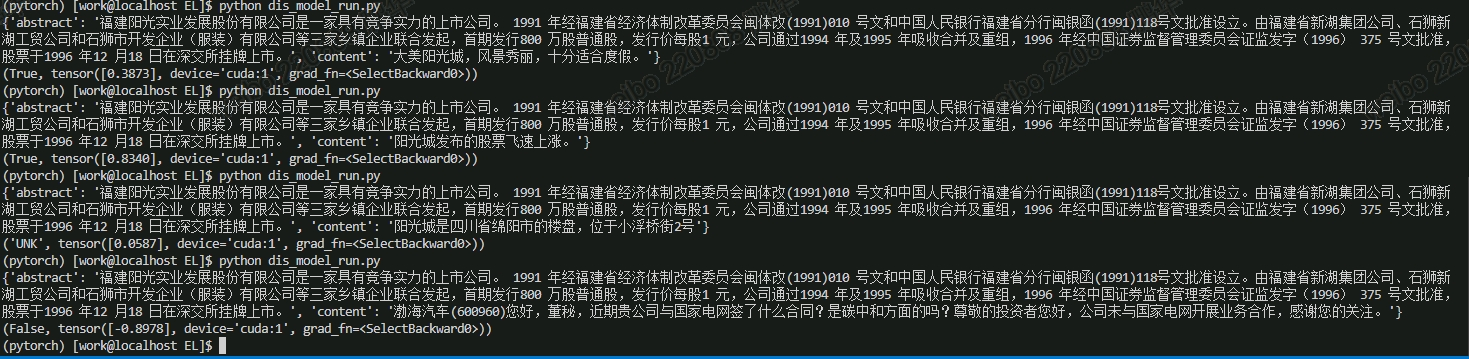 (pytorch) [work@localhost EL]$ python dis_model_run.py
{'abstract': '福建阳光实业发展股份有限公司是一家具有竞争实力的上市公司。 1991 年经福建省经济体制改革委员会闽体改(1991)010 号文和中国人民银行福建省分行闽银函(1991)118号文批准设立。由福建省新湖集团公司、石狮新
湖工贸公司和石狮市开发企业（服装）有限公司等三家乡镇企业联合发起，首期发行800 万股普通股，发行价每股1 元，公司通过1994 年及1995 年吸收合并及重组，1996 年经中国证券监督管理委员会证监发字（1996） 375 号文批准，
股票于1996 年12 月 18 日在深交所挂牌上市。', 'content': '大美阳光城，风景秀丽，十分适合度假。'}
(True, tensor([0.3873], device='cuda:1', grad_fn=<SelectBackward0>))
(pytorch) [work@localhost EL]$ python dis_model_run.py
{'abstract': '福建阳光实业发展股份有限公司是一家具有竞争实力的上市公司。 1991 年经福建省经济体制改革委员会闽体改(1991)010 号文和中国人民银行福建省分行闽银函(1991)118号文批准设立。由福建省新湖集团公司、石狮新
湖工贸公司和石狮市开发企业（服装）有限公司等三家乡镇企业联合发起，首期发行800 万股普通股，发行价每股1 元，公司通过1994 年及1995 年吸收合并及重组，1996 年经中国证券监督管理委员会证监发字（1996） 375 号文批准，
股票于1996 年12 月 18 日在深交所挂牌上市。', 'content': '阳光城发布的股票飞速上涨。'}
(True, tensor([0.8340], device='cuda:1', grad_fn=<SelectBackward0>))
(pytorch) [work@localhost EL]$ python dis_model_run.py
{'abstract': '福建阳光实业发展股份有限公司是一家具有竞争实力的上市公司。 1991 年经福建省经济体制改革委员会闽体改(1991)010 号文和中国人民银行福建省分行闽银函(1991)118号文批准设立。由福建省新湖集团公司、石狮新
湖工贸公司和石狮市开发企业（服装）有限公司等三家乡镇企业联合发起，首期发行800 万股普通股，发行价每股1 元，公司通过1994 年及1995 年吸收合并及重组，1996 年经中国证券监督管理委员会证监发字（1996） 375 号文批准，
股票于1996 年12 月 18 日在深交所挂牌上市。', 'content': '阳光城是四川省绵阳市的楼盘，位于小浮桥街2号'}
('UNK', tensor([0.0587], device='cuda:1', grad_fn=<SelectBackward0>))
(pytorch) [work@localhost EL]$ python dis_model_run.py
{'abstract': '福建阳光实业发展股份有限公司是一家具有竞争实力的上市公司。 1991 年经福建省经济体制改革委员会闽体改(1991)010 号文和中国人民银行福建省分行闽银函(1991)118号文批准设立。由福建省新湖集团公司、石狮新
湖工贸公司和石狮市开发企业（服装）有限公司等三家乡镇企业联合发起，首期发行800 万股普通股，发行价每股1 元，公司通过1994 年及1995 年吸收合并及重组，1996 年经中国证券监督管理委员会证监发字（1996） 375 号文批准，
股票于1996 年12 月 18 日在深交所挂牌上市。', 'content': '渤海汽车(600960)您好，董秘，近期贵公司与国家电网签了什么合同？是碳中和方面的吗？尊敬的投资者您好，公司未与国家电网开展业务合作，感谢您的关注。'}
(False, tensor([-0.8978], device='cuda:1', grad_fn=<SelectBackward0>))
(pytorch) [work@localhost EL]$